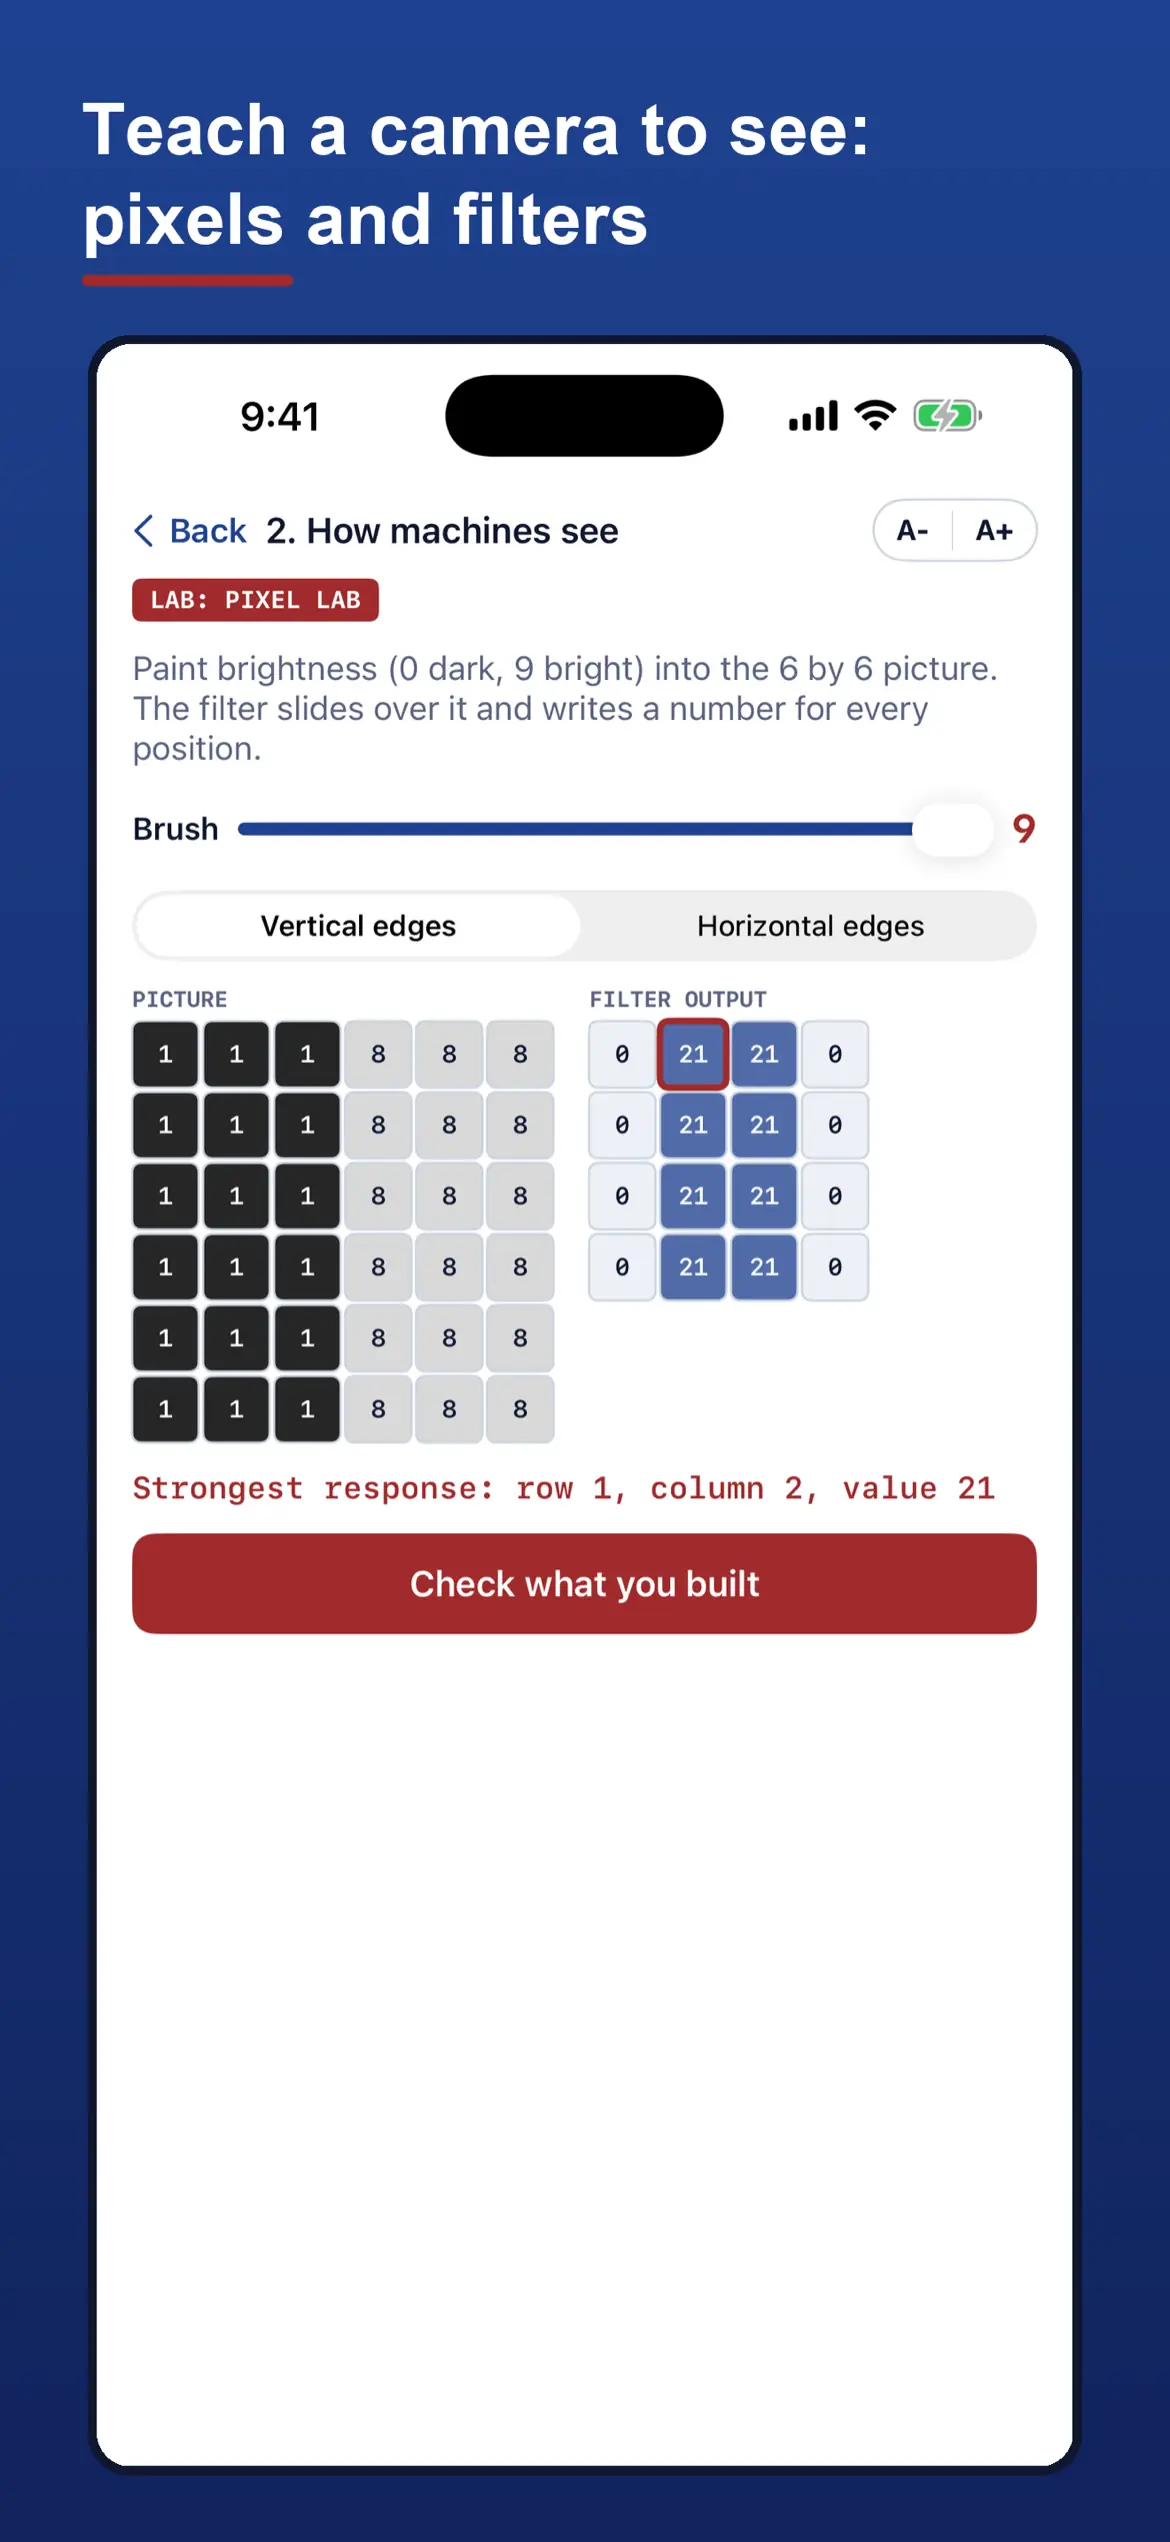 Teach a camera to see:
pixels and filters
9:41
Back 2. How machines see A- A+
LAB: PIXEL LAB
Paint brightness (0 dark, 9 bright) into the 6 by 6 picture.
The filter slides over it and writes a number for every
position.
Brush 9
Vertical edges Horizontal edges
PICTURE FILTER OUTPUT
1 1 1 8 8 8 0 21 21 0
1 1 1 8 8 8 0 21 21 0
1 1 1 8 8 8 0 21 21 0
1 1 1 8 8 8 0 21 21 0
1 1 1 8 8 8
1 1 1 8 8 8
Strongest response: row 1, column 2, value 21
Check what you built